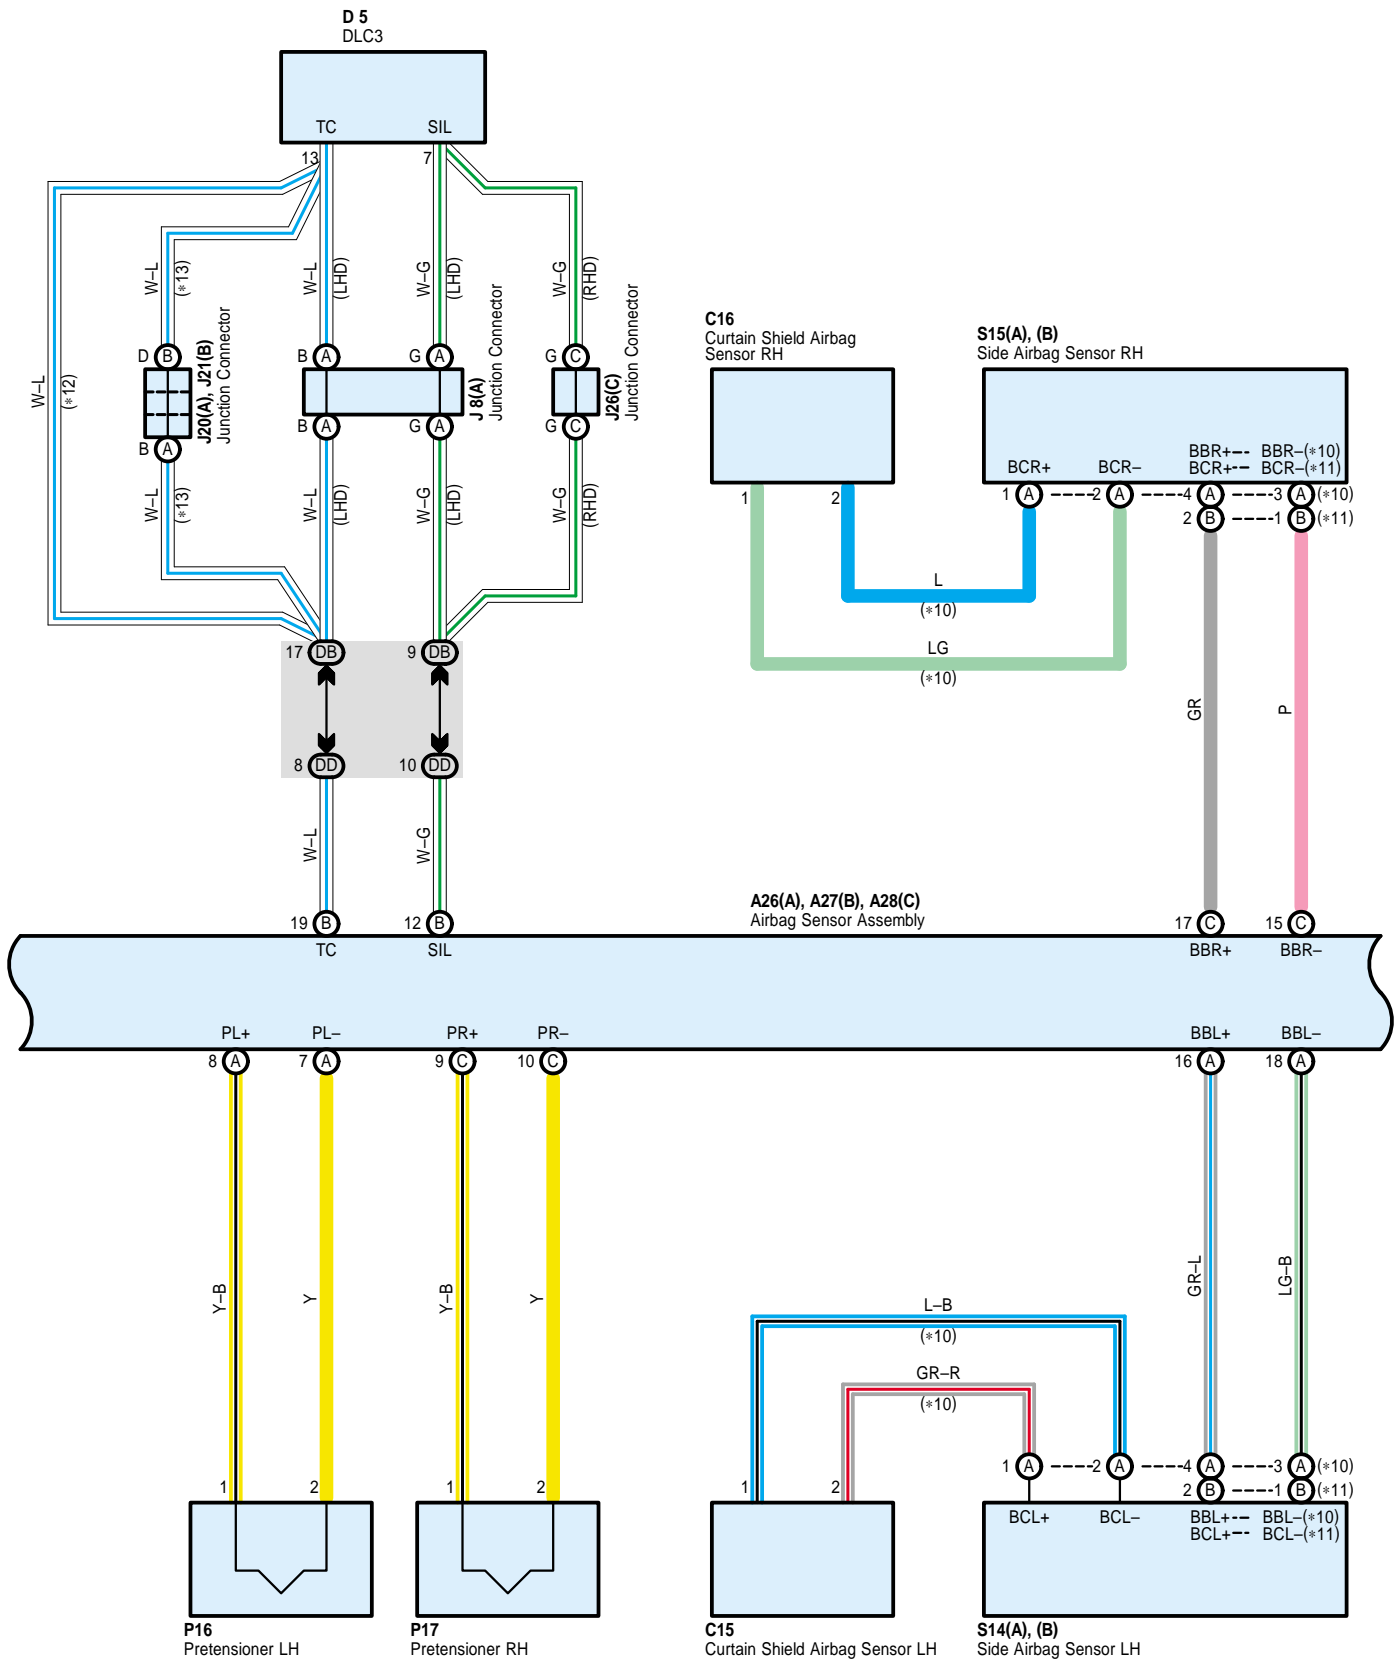 D 5
DLC3
TC SIL
13 7
W–L (∗12)
W–L (∗13)
W–L (LHD)
W–G (LHD)
W–G (RHD)
D B
B A
G A
G C
J20(A), J21(B)
Junction Connector
J 8(A)
Junction Connector
J26(C)
Junction Connector
B A
B A
G A
G C
W–L (∗13)
W–L (LHD)
W–G (LHD)
W–G (RHD)
17 DB 9 DB
8 DD 10 DD
W–L
W–G
C16
Curtain Shield Airbag
Sensor RH
1 2
S15(A), (B)
Side Airbag Sensor RH
BBR+ BBR–(∗10)
BCR+ BCR– BCR+ BCR–(∗11)
1 A 2 A 4 A 3 A (∗10)
2 B 1 B (∗11)
L
(∗10)
LG
(∗10)
GR
P
A26(A), A27(B), A28(C)
Airbag Sensor Assembly
19 B 12 B 17 C 15 C
TC SIL BBR+ BBR–
PL+ PL– PR+ PR– BBL+ BBL–
8 A 7 A 9 C 10 C 16 A 18 A
Y–B
Y
Y–B
Y
GR–L
LG–B
L–B
(∗10)
GR–R
(∗10)
1 2 1 2 1 2
1 A 2 A 4 A 3 A (∗10)
2 B 1 B (∗11)
BCL+ BCL– BBL+ BBL–(∗10)
BCL+ BCL–(∗11)
P16
Pretensioner LH
P17
Pretensioner RH
C15
Curtain Shield Airbag Sensor LH
S14(A), (B)
Side Airbag Sensor LH